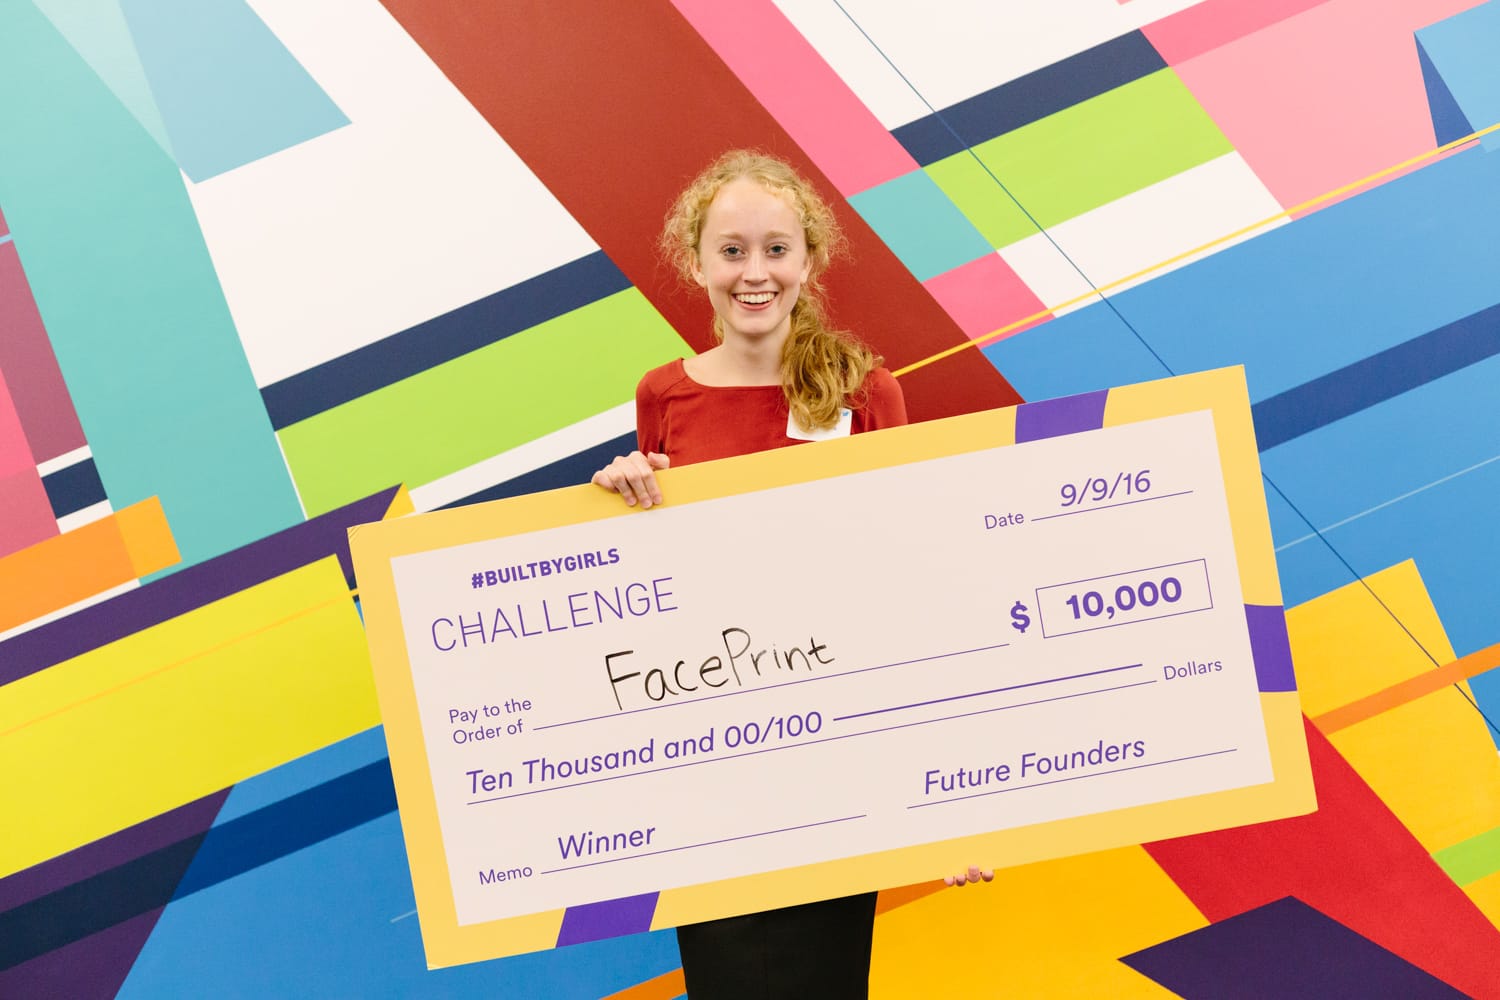 Date 9/9/16
#BUILTBYGIRLS
CHALLENGE
$ 10,000
Pay to the
Order of FacePrint
Ten Thousand and 00/100 Dollars
Memo Winner
Future Founders